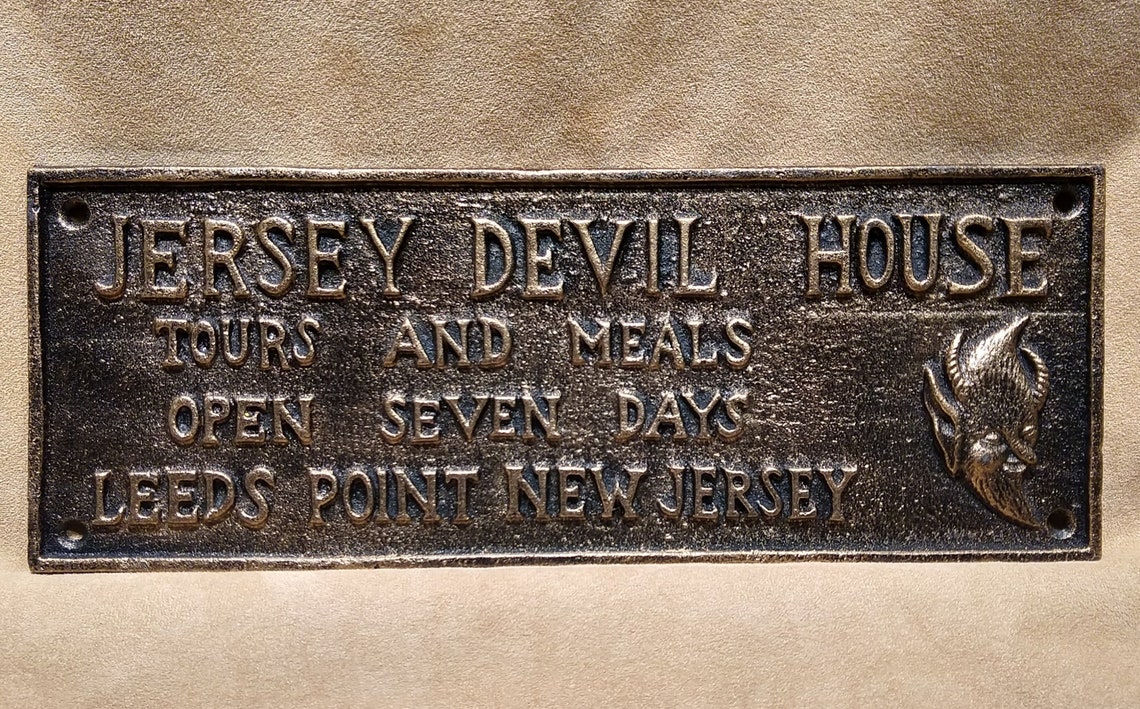 JERSEY DEVIL HOUSE
TOURS AND MEALS
OPEN SEVEN DAYS
LEEDS POINT NEW JERSEY